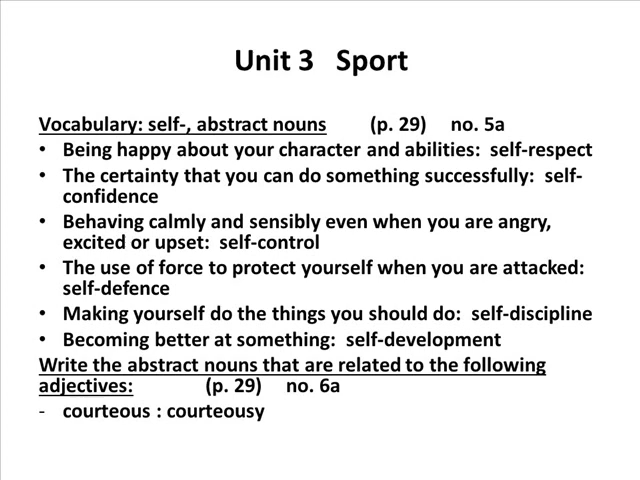 Unit 3   Sport
Vocabulary: self-, abstract nouns (p. 29) no. 5a
• Being happy about your character and abilities: self-respect
• The certainty that you can do something successfully: self-
confidence
• Behaving calmly and sensibly even when you are angry,
excited or upset: self-control
• The use of force to protect yourself when you are attacked:
self-defence
• Making yourself do the things you should do: self-discipline
• Becoming better at something: self-development
Write the abstract nouns that are related to the following
adjectives: (p. 29) no. 6a
- courteous : courteousy